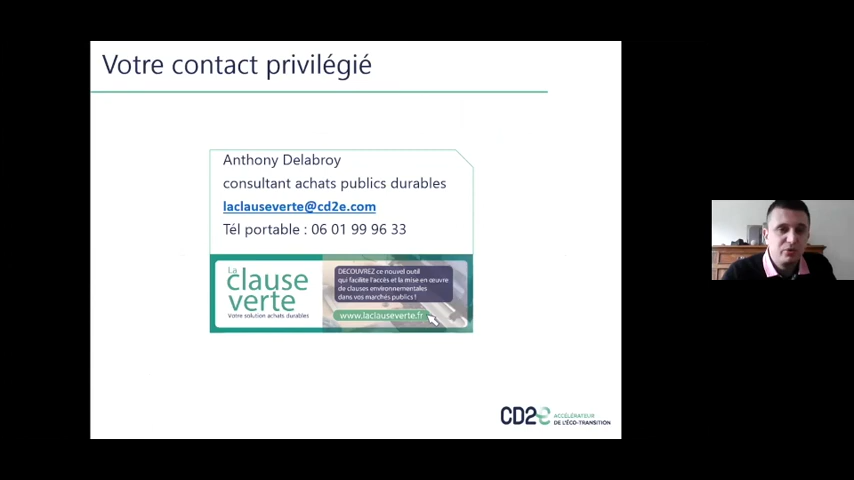 Votre contact privilégié
Anthony Delabroy
consultant achats publics durables
laclauseverte@cd2e.com
Tél portable : 06 01 99 96 33
La
clause
verte
Votre solution achats durables
DECOUVREZ ce nouvel outil
qui facilite l'accès et la mise en œuvre
de clauses environnementales
dans vos marchés publics !
www.laclauseverte.fr
CD2e
ACCÉLÉRATEUR
DE L'ÉCO-TRANSITION